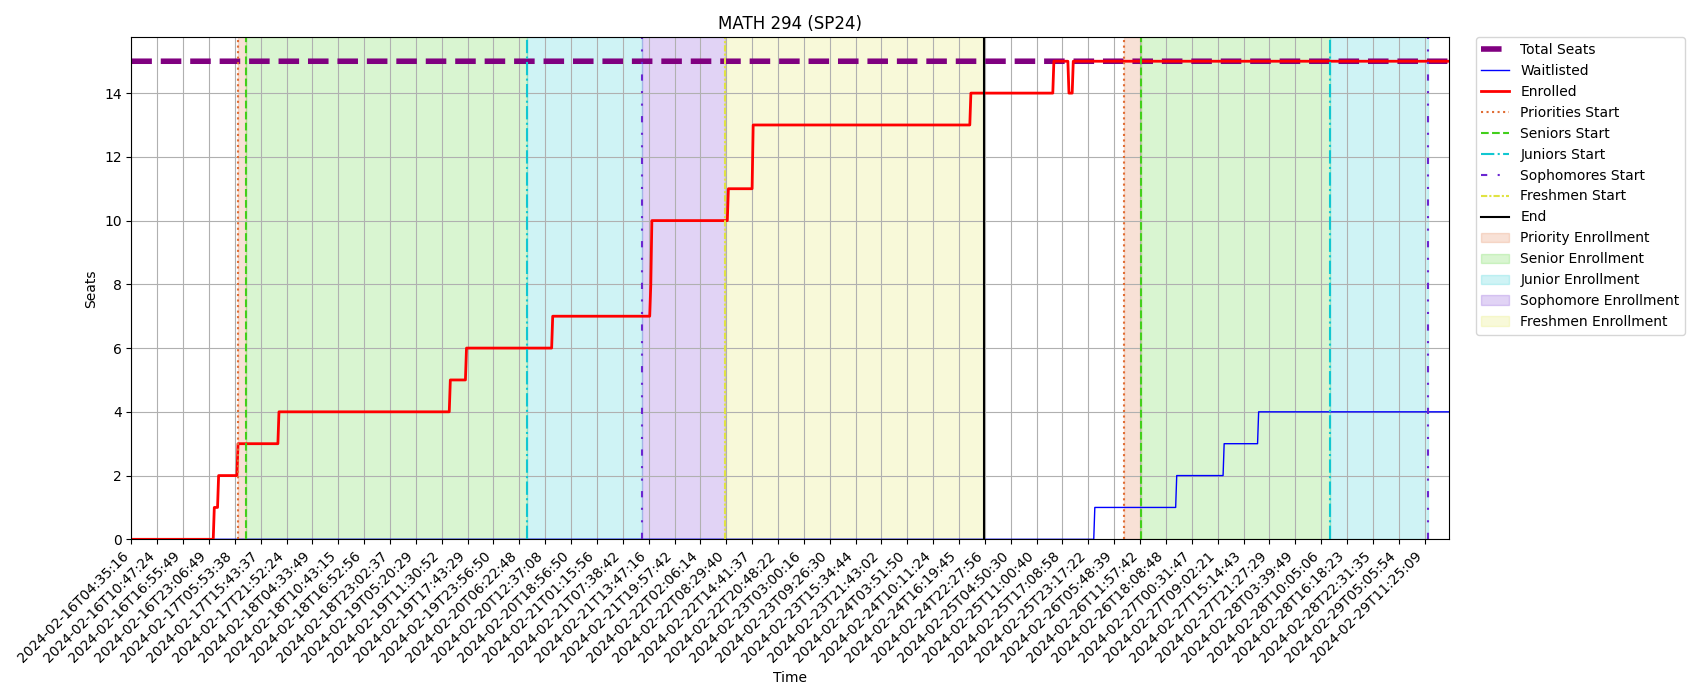 MATH 294 (SP24)
Seats
14
12
10
8
6
4
2
0
2024-02-16T04:35:16
2024-02-16T10:47:24
2024-02-16T16:55:49
2024-02-16T23:06:49
2024-02-17T05:53:38
2024-02-17T15:43:37
2024-02-17T21:52:24
2024-02-18T04:33:49
2024-02-18T10:43:15
2024-02-18T16:52:56
2024-02-18T23:02:37
2024-02-19T05:20:29
2024-02-19T11:30:52
2024-02-19T17:43:29
2024-02-19T23:56:50
2024-02-20T06:22:48
2024-02-20T12:37:08
2024-02-20T18:56:50
2024-02-21T01:15:56
2024-02-21T07:38:42
2024-02-21T13:47:16
2024-02-21T19:57:42
2024-02-22T02:06:14
2024-02-22T08:29:40
2024-02-22T14:41:37
2024-02-22T20:48:22
2024-02-23T03:00:16
2024-02-23T09:26:30
2024-02-23T15:34:44
2024-02-23T21:43:02
2024-02-24T03:51:50
2024-02-24T10:11:24
2024-02-24T16:19:45
2024-02-24T22:27:56
2024-02-25T04:50:30
2024-02-25T11:00:40
2024-02-25T17:08:58
2024-02-25T23:17:22
2024-02-26T05:48:39
2024-02-26T11:57:42
2024-02-26T18:08:48
2024-02-27T00:31:47
2024-02-27T09:02:21
2024-02-27T15:14:43
2024-02-27T21:27:29
2024-02-28T03:39:49
2024-02-28T10:05:06
2024-02-28T16:18:23
2024-02-28T22:31:35
2024-02-29T05:05:54
2024-02-29T11:25:09
Time
Total Seats
Waitlisted
Enrolled
Priorities Start
Seniors Start
Juniors Start
Sophomores Start
Freshmen Start
End
Priority Enrollment
Senior Enrollment
Junior Enrollment
Sophomore Enrollment
Freshmen Enrollment